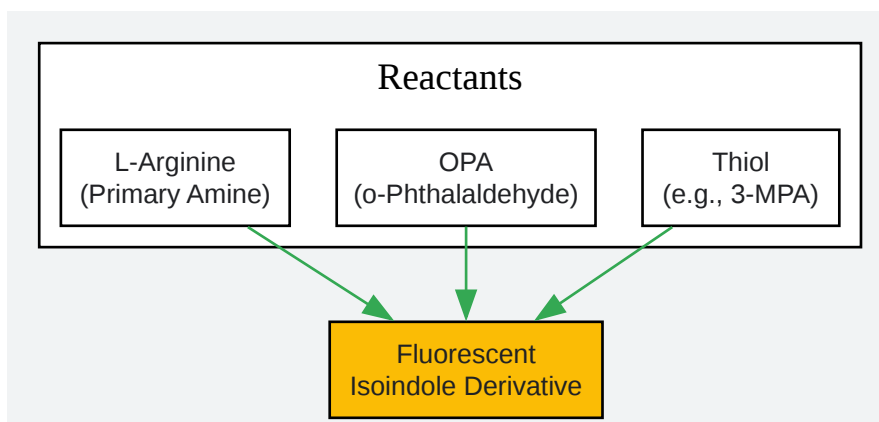 Reactants
L-Arginine
(Primary Amine)
OPA
(o-Phthalaldehyde)
Thiol
(e.g., 3-MPA)
Fluorescent
Isoindole Derivative